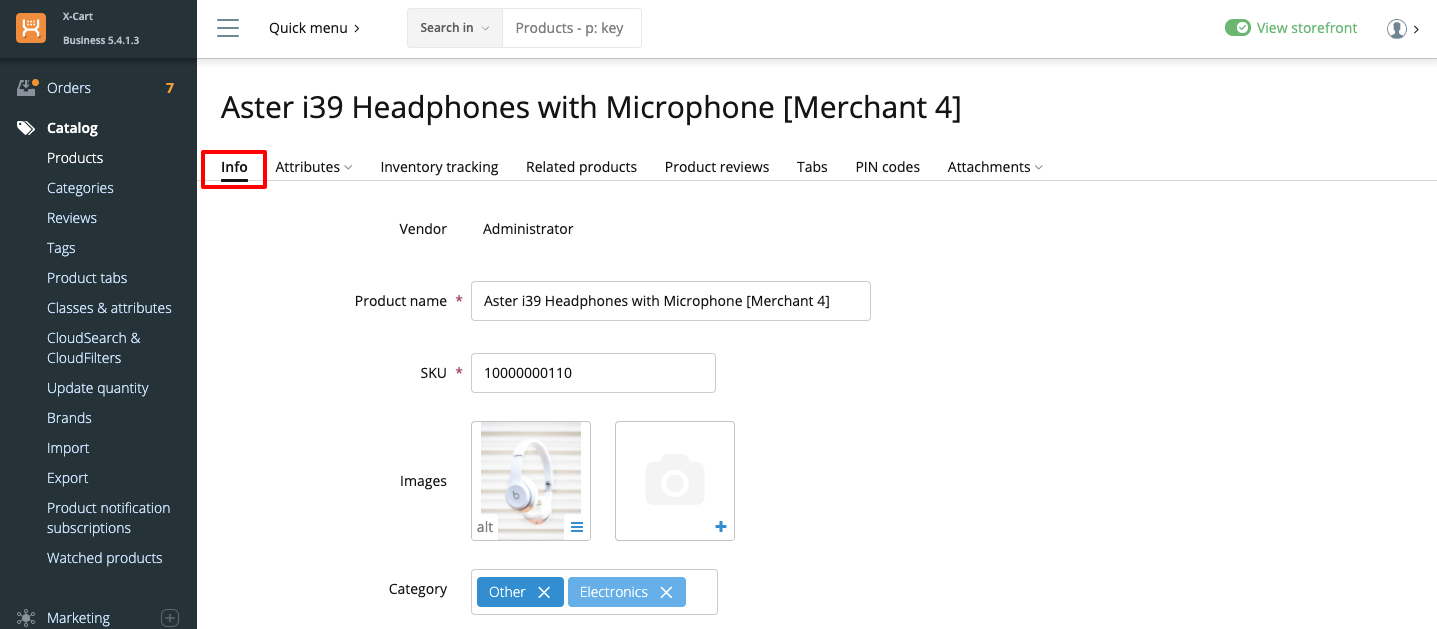 X-Cart
Business 5.4.1.3
Quick menu
Search in
Products - p: key
View storefront
Orders 7
Catalog
Products
Categories
Reviews
Tags
Product tabs
Classes & attributes
CloudSearch &
CloudFilters
Update quantity
Brands
Import
Export
Product notification
subscriptions
Watched products
Marketing
Aster i39 Headphones with Microphone [Merchant 4]
Info
Attributes
Inventory tracking
Related products
Product reviews
Tabs
PIN codes
Attachments
Vendor Administrator
Product name * Aster i39 Headphones with Microphone [Merchant 4]
SKU * 10000000110
Images
alt
Category Other Electronics